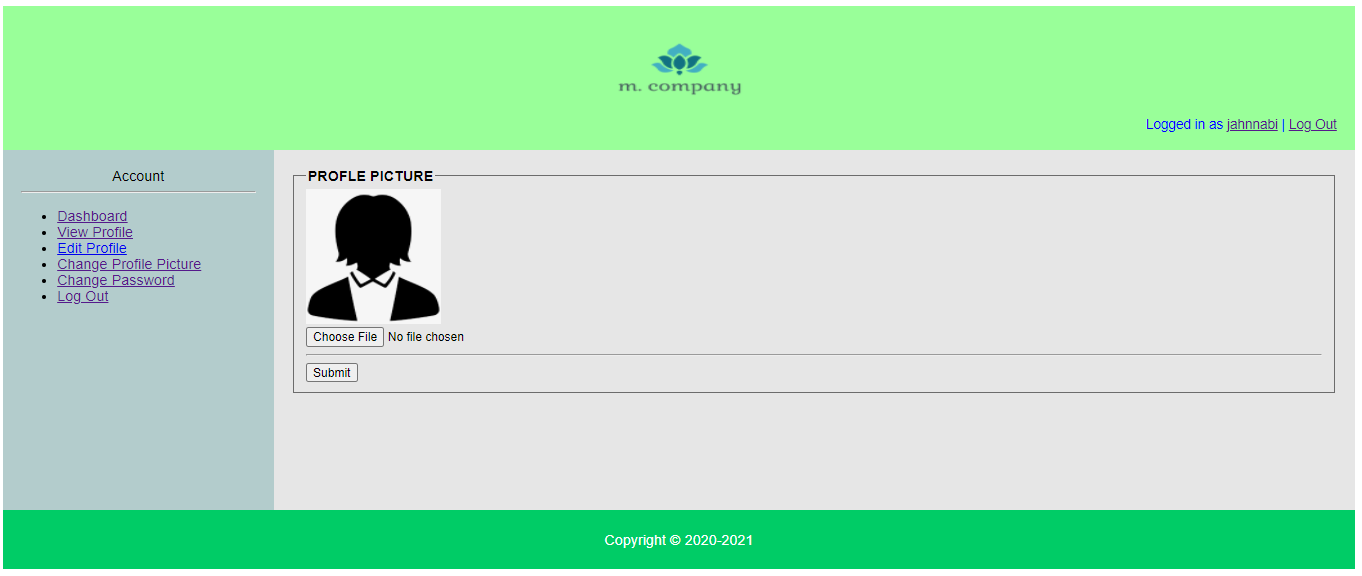 m. company
Logged in as jahnnabi | Log Out
Account
Dashboard
View Profile
Edit Profile
Change Profile Picture
Change Password
Log Out
PROFLE PICTURE
Choose File No file chosen
Submit
Copyright © 2020-2021